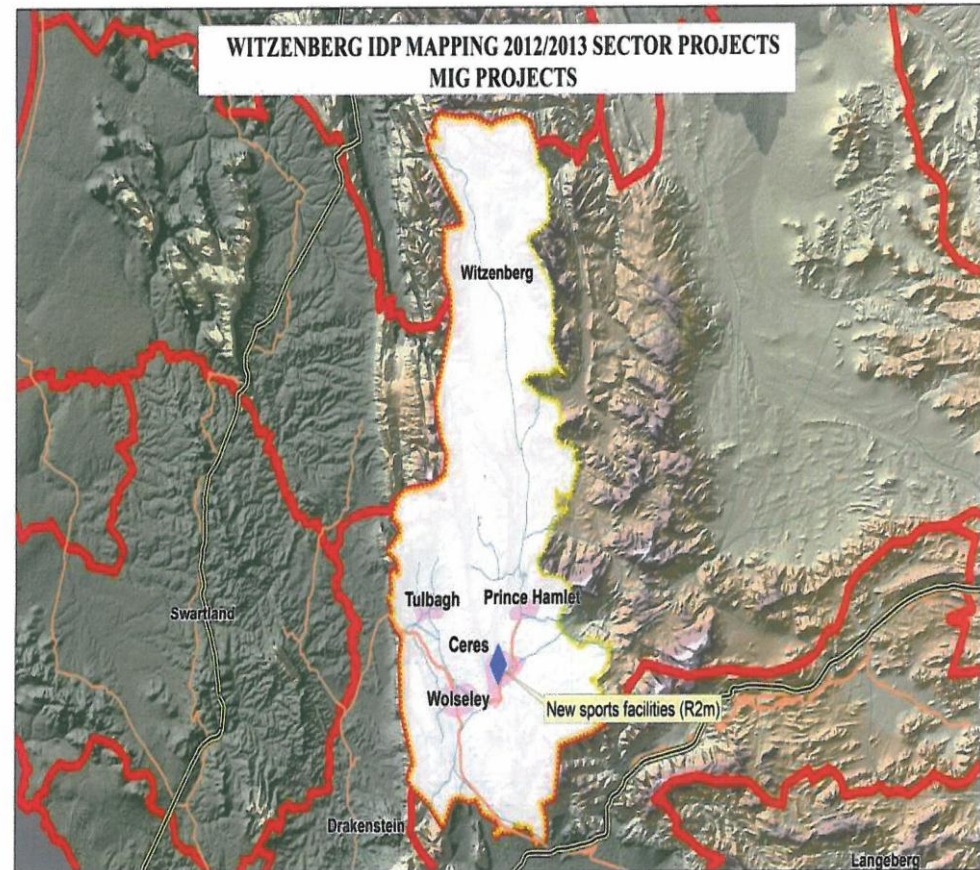 WITZENBERG IDP MAPPING 2012/2013 SECTOR PROJECTS
MIG PROJECTS
Witzenberg
Tulbagh
Prince Hamlet
Swartland
Ceres
Wolseley
New sports facilities (R2m)
Drakenstein
Langeberg